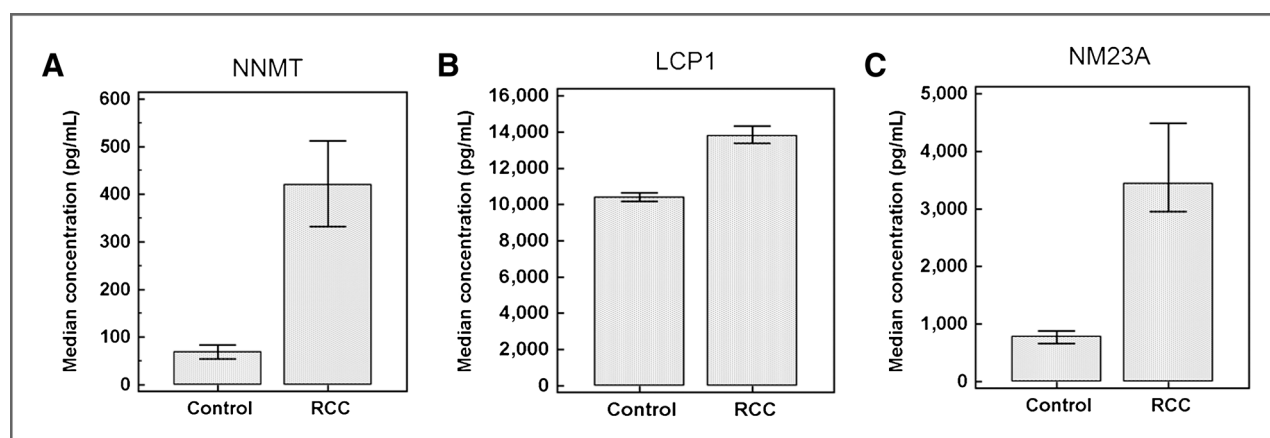 A
NNMT
Median concentration (pg/mL)
600
500
400
300
200
100
0
Control RCC
B
LCP1
Median concentration (pg/mL)
16,000
14,000
12,000
10,000
8,000
6,000
4,000
2,000
0
Control RCC
C
NM23A
Median concentration (pg/mL)
5,000
4,000
3,000
2,000
1,000
0
Control RCC